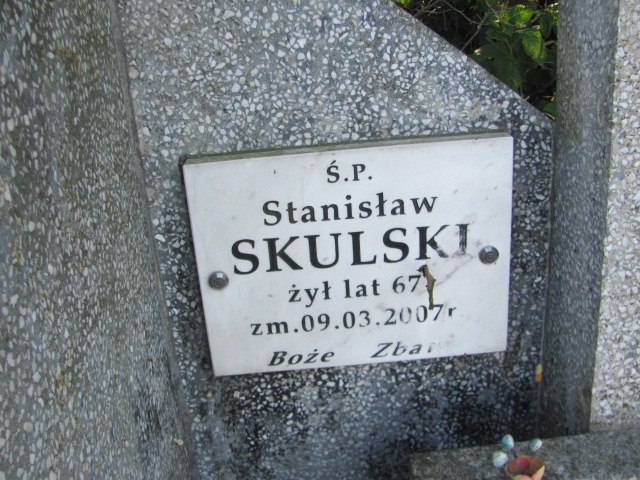 Ś.P.
Stanisław
SKULSKI
żył lat 67
zm.09.03.2007r
Boże